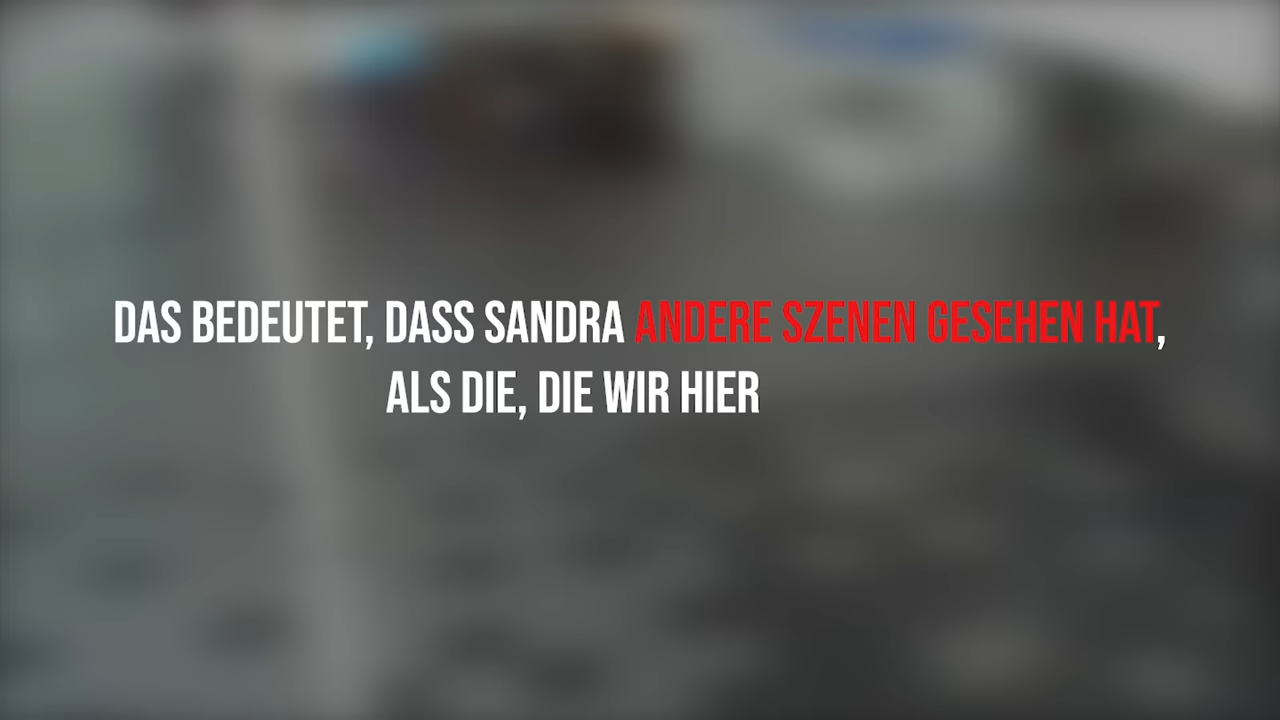 DAS BEDEUTET, DASS SANDRA ANDERE SZENEN GESEHEN HAT,
ALS DIE, DIE WIR HIER